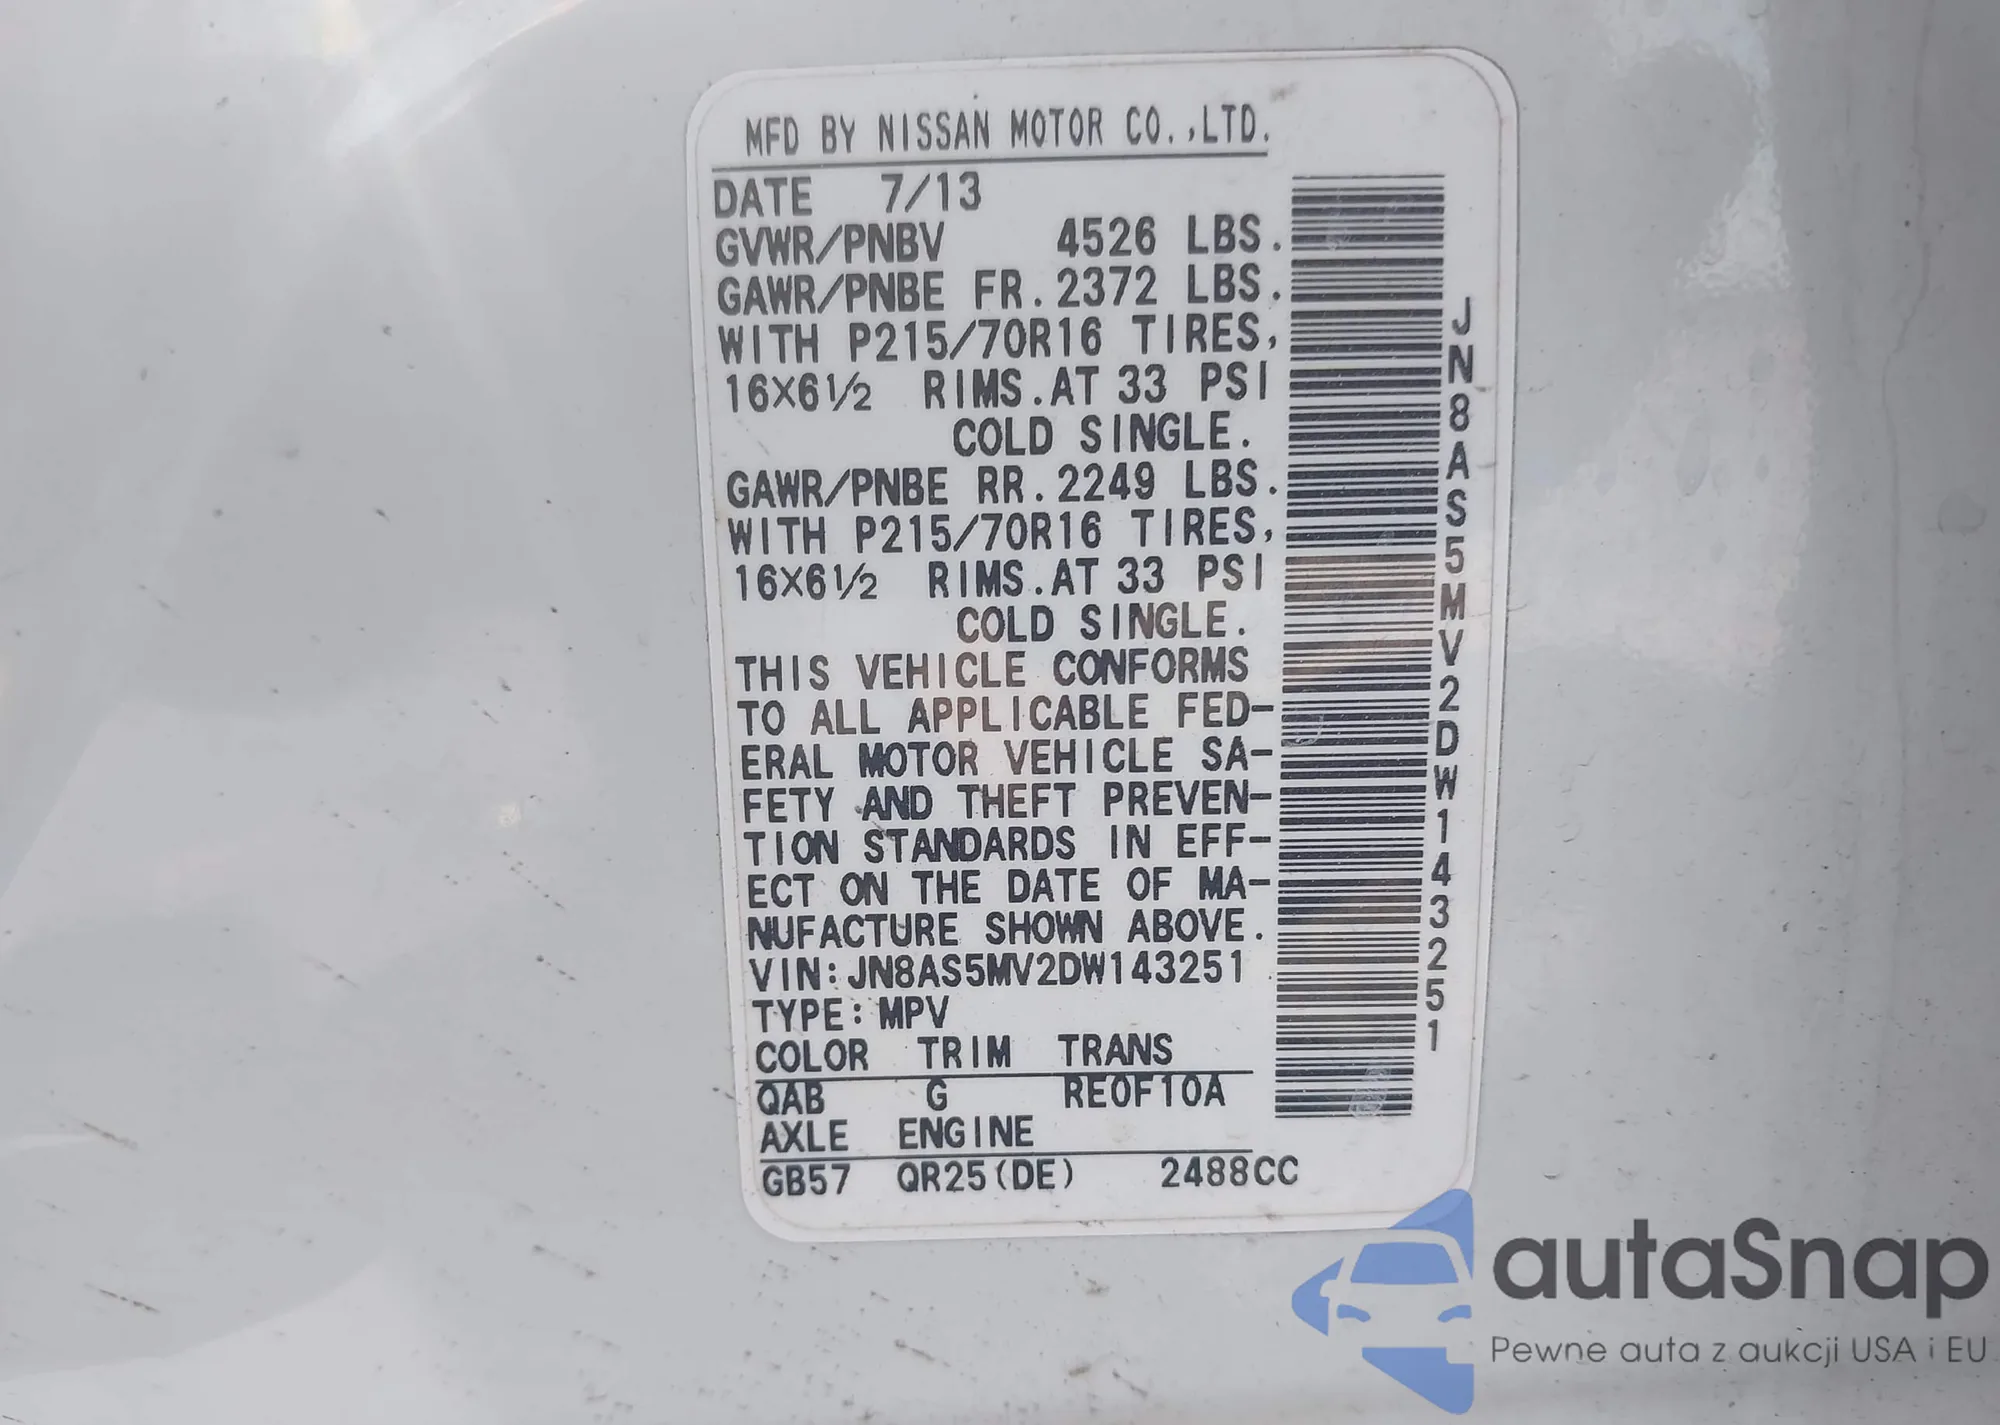 MFD BY NISSAN MOTOR CO.,LTD.
DATE 7/13
GVWR/PNBV 4526 LBS.
GAWR/PNBE FR.2372 LBS.
WITH P215/70R16 TIRES,
16X6½ RIMS.AT 33 PSI
COLD SINGLE.
GAWR/PNBE RR.2249 LBS.
WITH P215/70R16 TIRES,
16X6½ RIMS.AT 33 PSI
COLD SINGLE.
THIS VEHICLE CONFORMS
TO ALL APPLICABLE FED-
ERAL MOTOR VEHICLE SA-
FETY AND THEFT PREVEN-
TION STANDARDS IN EFF-
ECT ON THE DATE OF MA-
NUFACTURE SHOWN ABOVE.
VIN:JN8AS5MV2DW143251
TYPE:MPV
COLOR TRIM TRANS
QAB G RE0F10A
AXLE ENGINE
GB57 QR25(DE) 2488CC
JN8AS5MV2DW143251
autaSnap
Pewne auta z aukcji USA i EU